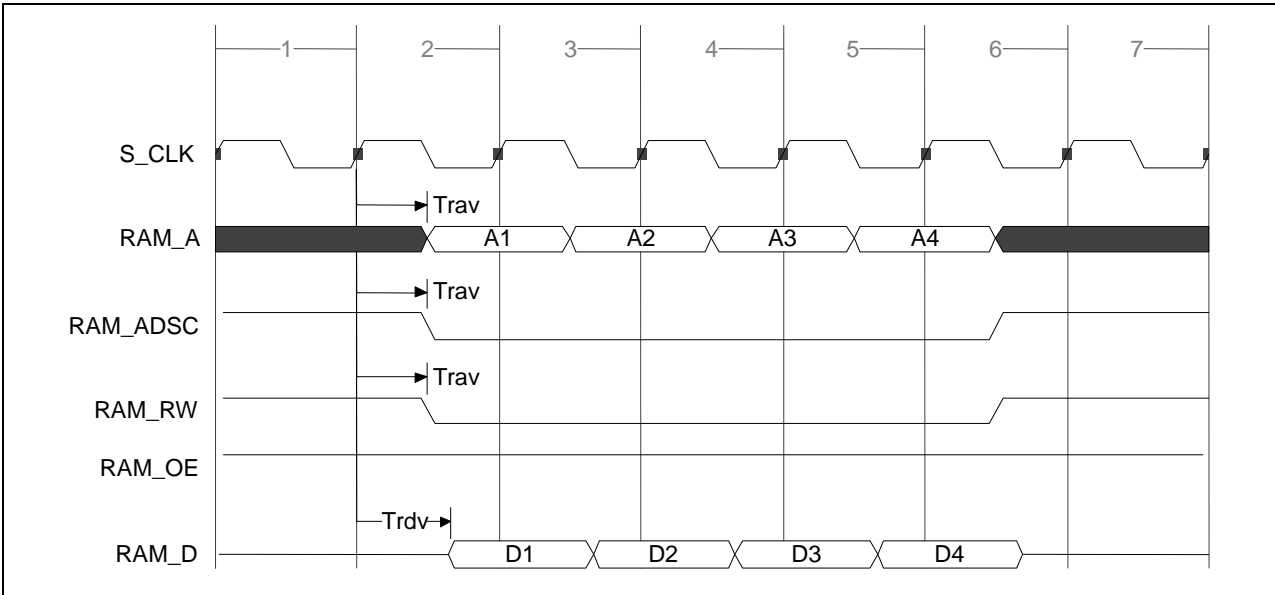 1 2 3 4 5 6 7
S_CLK
Trav
RAM_A A1 A2 A3 A4
Trav
RAM_ADSC
Trav
RAM_RW
RAM_OE
Trdv
RAM_D D1 D2 D3 D4